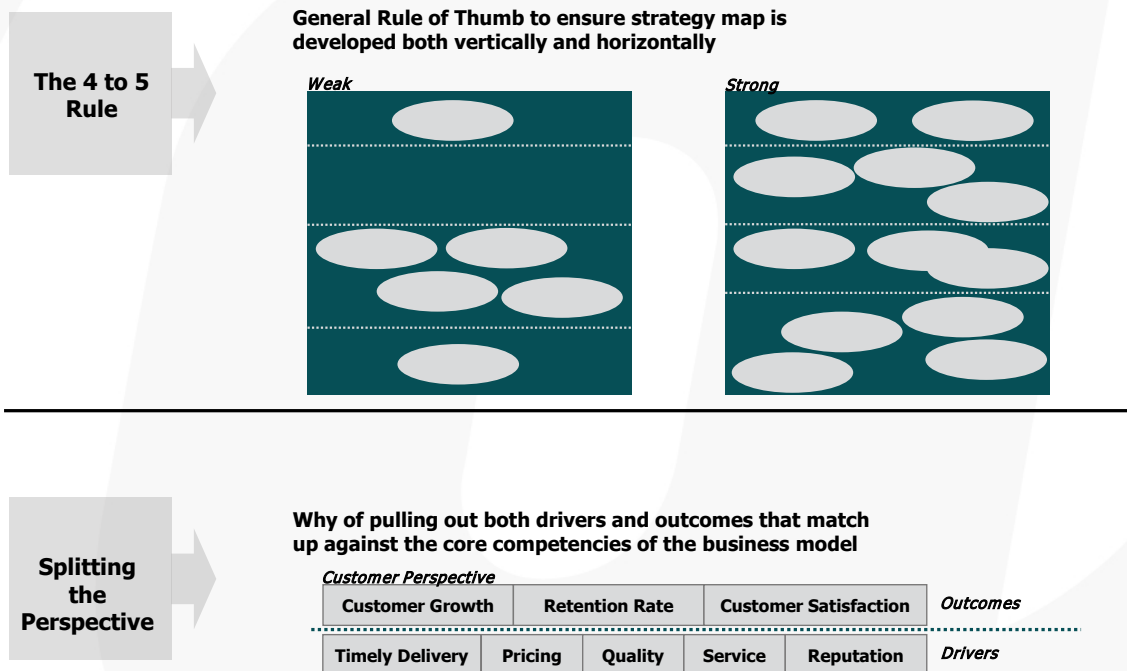 General Rule of Thumb to ensure strategy map is
developed both vertically and horizontally
The 4 to 5
Rule
Weak
Strong
Why of pulling out both drivers and outcomes that match
up against the core competencies of the business model
Splitting
the
Perspective
Customer Perspective
Customer Growth Retention Rate Customer Satisfaction Outcomes
Timely Delivery Pricing Quality Service Reputation Drivers